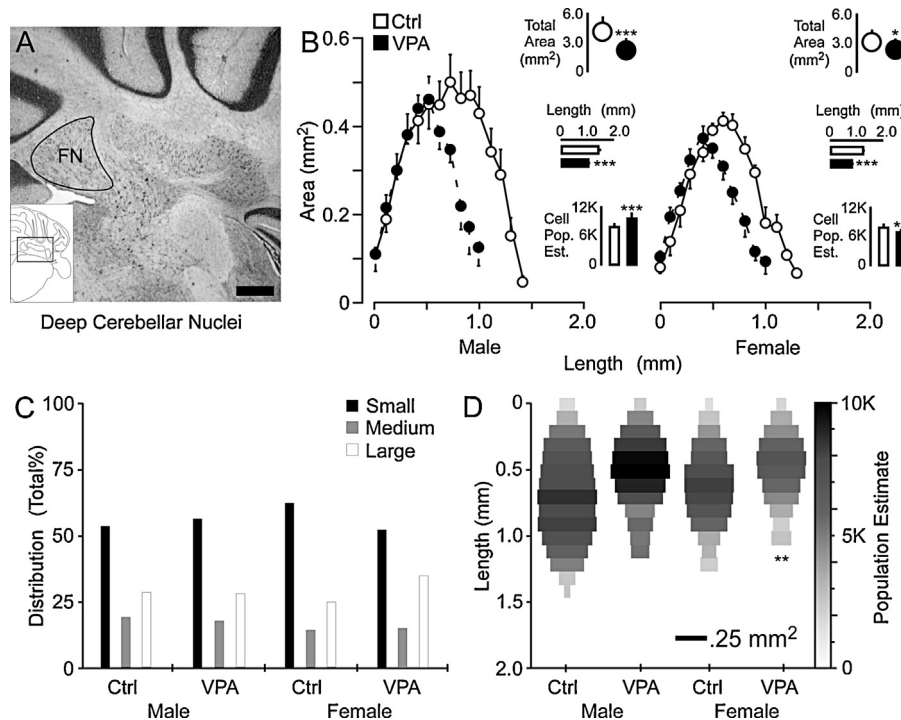 A
FN
Deep Cerebellar Nuclei
B
Ctrl
VPA
Area (mm²)
0.6
0.4
0.2
0
0
1.0
2.0
Male
Total
Area
(mm²)
6.0
3.0
0
***
Length (mm)
0
1.0
2.0
***
Cell
Pop.
Est.
12K
6K
0
***
0
1.0
2.0
Female
Total
Area
(mm²)
6.0
3.0
0
*
Length (mm)
0
1.0
2.0
***
Cell
Pop.
Est.
12K
6K
0
*
Length (mm)
C
Small
Medium
Large
Distribution (Total%)
100
75
50
25
0
Ctrl VPA Ctrl VPA
Male Female
D
Length (mm)
0
0.5
1.0
1.5
2.0
**
.25 mm²
Ctrl VPA Ctrl VPA
Male Female
10K
5K
0
Population Estimate